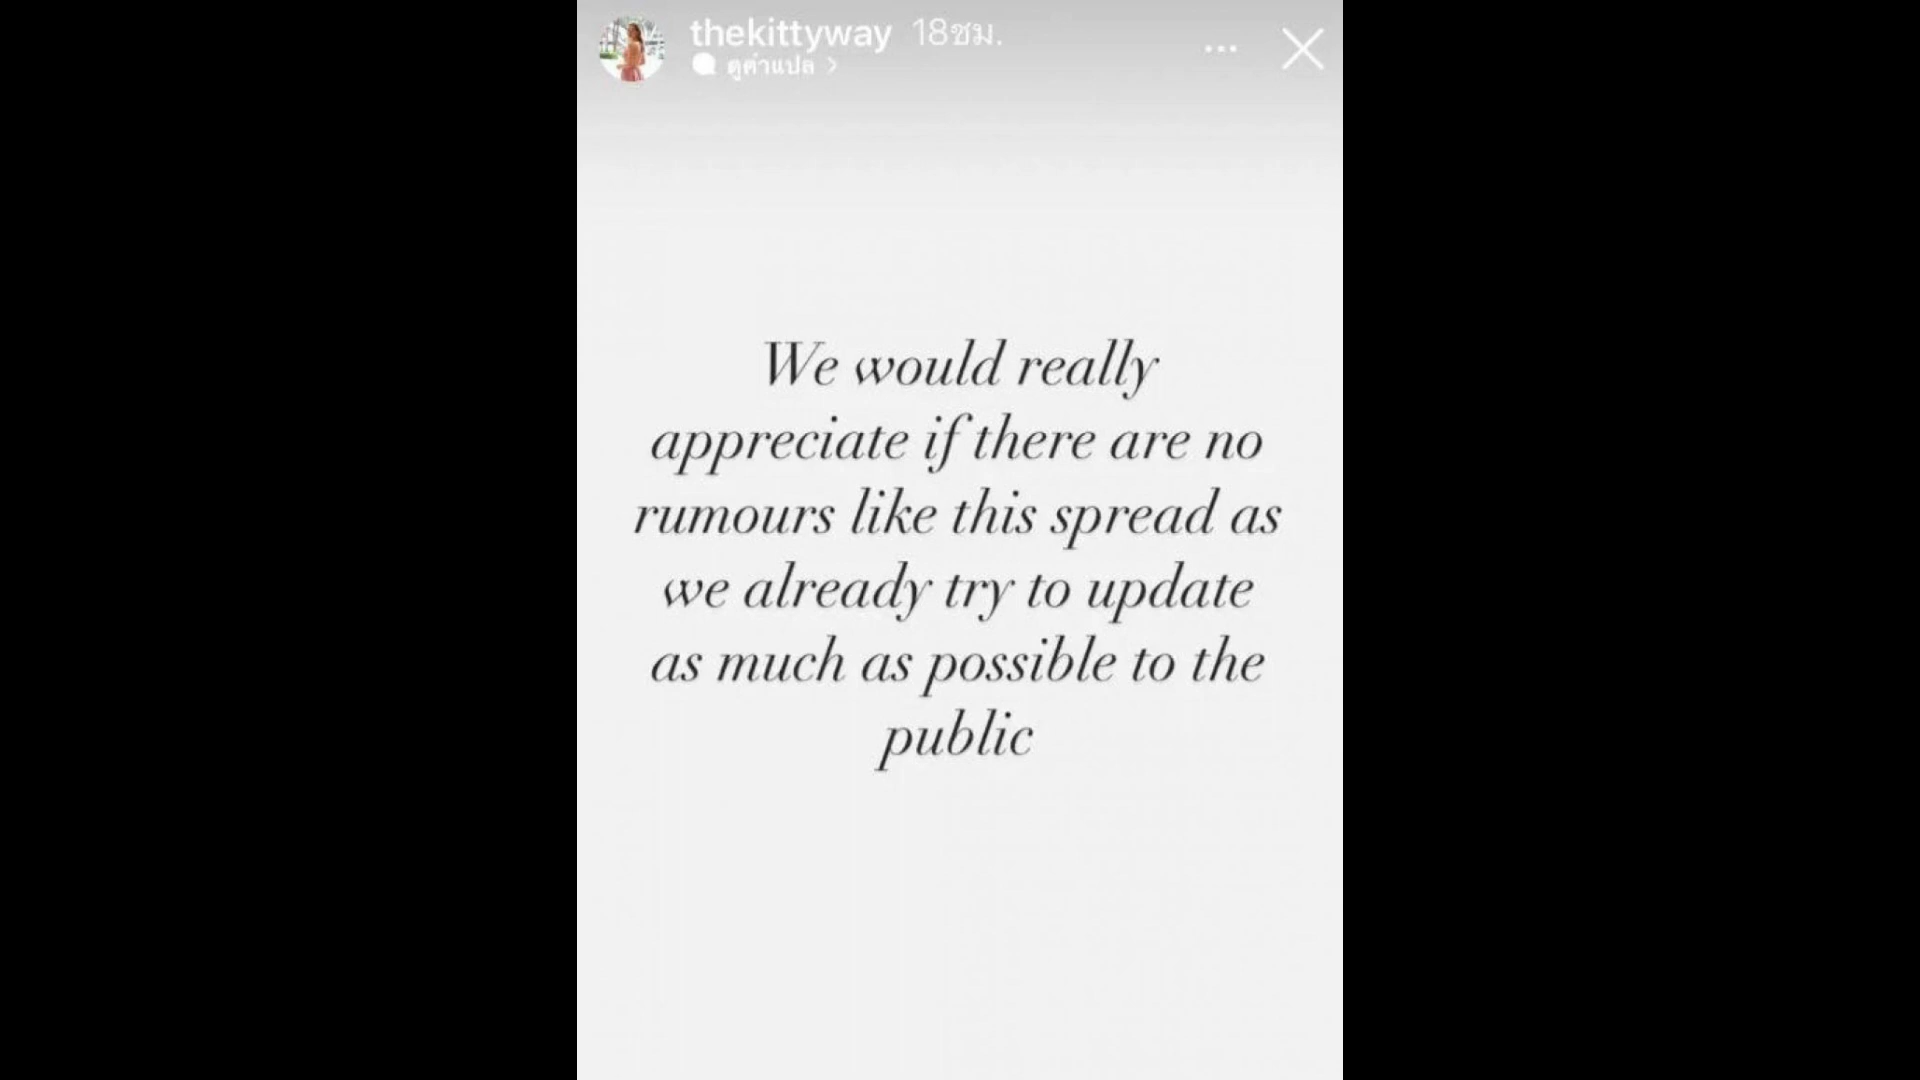 thekittyway 18ชม.
ดูคำแปล >
We would really
appreciate if there are no
rumours like this spread as
we already try to update
as much as possible to the
public